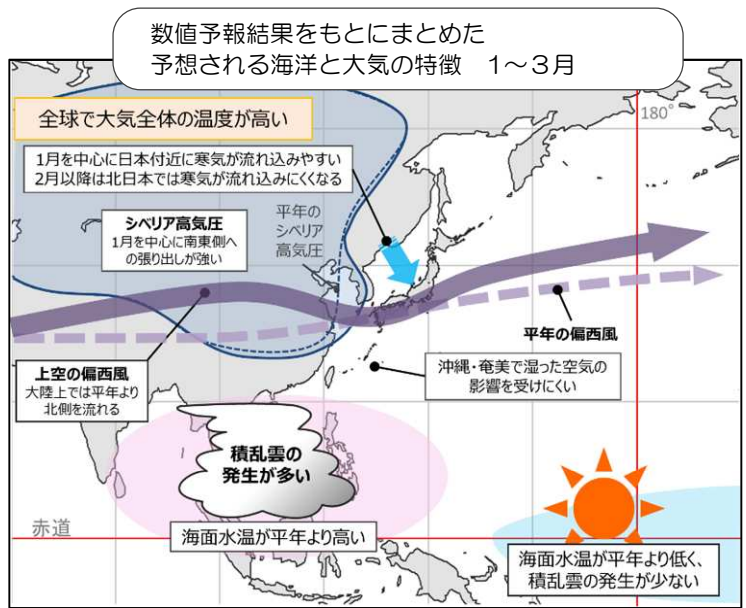 数値予報結果をもとにまとめた
予想される海洋と大気の特徴 1~3月
全球で大気全体の温度が高い
180°
1月を中心に日本付近に寒気が流れ込みやすい
2月以降は北日本では寒気が流れ込みにくくなる
シベリア高気圧
1月を中心に南東側へ
の張り出しが強い
平年の
シベリア
高気圧
平年の偏西風
上空の偏西風
大陸上では平年より
北側を流れる
沖縄・奄美で湿った空気の
影響を受けにくい
積乱雲の
発生が多い
赤道
海面水温が平年より高い
海面水温が平年より低く、
積乱雲の発生が少ない